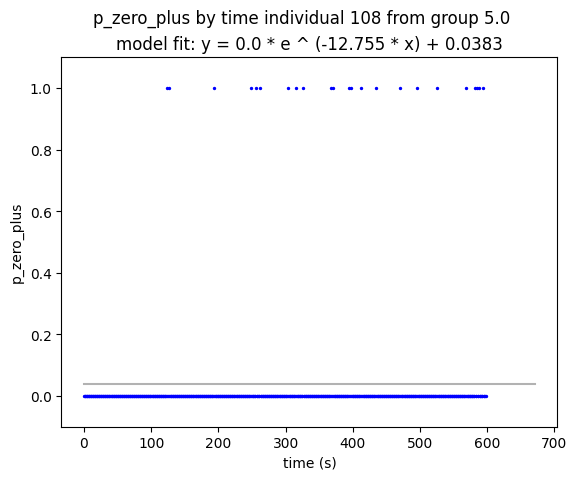 p_zero_plus by time individual 108 from group 5.0
model fit: y = 0.0 * e ^ (-12.755 * x) + 0.0383
1.0
0.8
0.6
0.4
0.2
0.0
p_zero_plus
0 100 200 300 400 500 600 700
time (s)